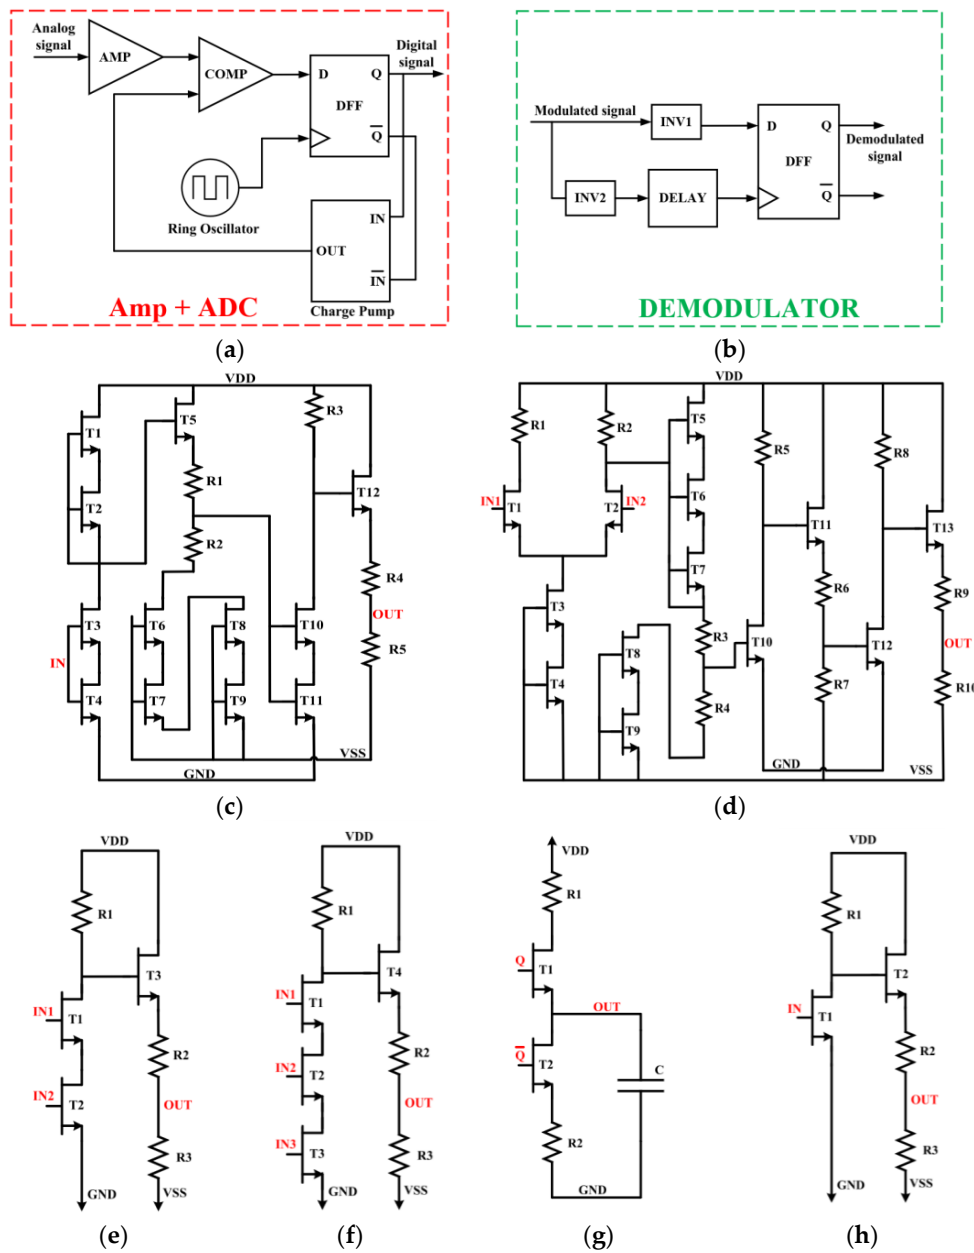 Analog
signal
AMP
COMP
D
Q
DFF
Q
Digital
signal
Ring Oscillator
OUT
IN
IN
Charge Pump
Amp + ADC
(a)
Modulated signal
INV1
INV2
DELAY
D
Q
DFF
Q
Demodulated
signal
DEMODULATOR
(b)
VDD
T1
T2
T3
T4
IN
T5
R1
R2
T6
T7
T8
T9
T10
T11
R3
T12
R4
OUT
R5
VSS
GND
(c)
VDD
R1
R2
IN1
T1
T2
IN2
T3
T4
T5
T6
T7
R3
R4
T8
T9
T10
R5
T11
R6
R7
T12
R8
T13
R9
OUT
R10
GND
VSS
(d)
VDD
R1
IN1
T1
IN2
T2
T3
R2
OUT
R3
GND
VSS
(e)
VDD
R1
IN1
T1
IN2
T2
IN3
T3
T4
R2
OUT
R3
GND
VSS
(f)
VDD
R1
Q
T1
OUT
Q
T2
C
R2
GND
(g)
VDD
R1
IN
T1
T2
R2
OUT
R3
GND
VSS
(h)